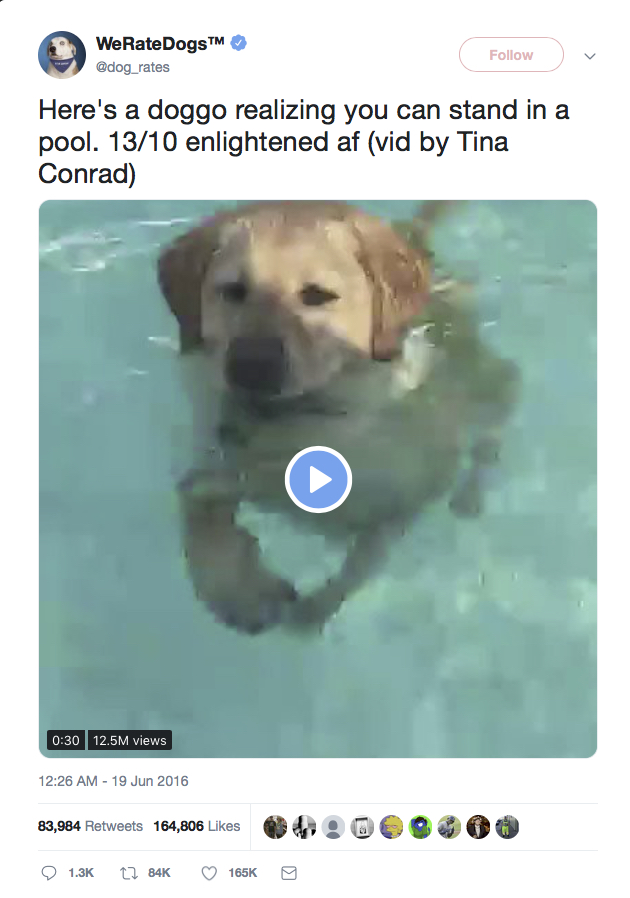 WeRateDogs™
@dog_rates
Follow
Here's a doggo realizing you can stand in a
pool. 13/10 enlightened af (vid by Tina
Conrad)
0:30 12.5M views
12:26 AM - 19 Jun 2016
83,984 Retweets 164,806 Likes
1.3K 84K 165K